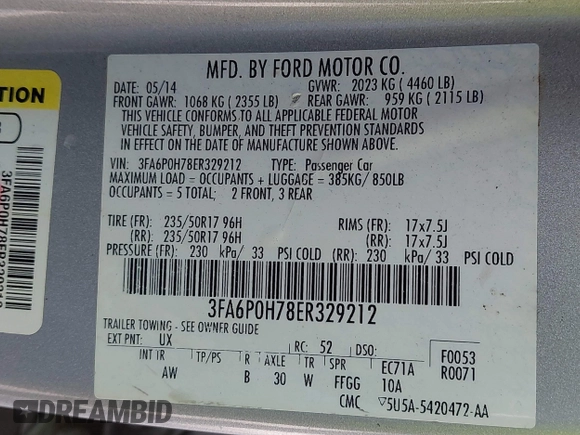 MFD. BY FORD MOTOR CO.
DATE: 05/14 GVWR: 2023 KG ( 4460 LB)
FRONT GAWR: 1068 KG ( 2355 LB) REAR GAWR: 959 KG ( 2115 LB)
THIS VEHICLE CONFORMS TO ALL APPLICABLE FEDERAL MOTOR
VEHICLE SAFETY, BUMPER, AND THEFT PREVENTION STANDARDS
IN EFFECT ON THE DATE OF MANUFACTURE SHOWN ABOVE.
VIN: 3FA6P0H78ER329212 TYPE: Passenger Car
MAXIMUM LOAD = OCCUPANTS + LUGGAGE = 385KG/ 850LB
OCCUPANTS = 5 TOTAL; 2 FRONT, 3 REAR
TIRE (FR): 235/50R17 96H RIMS (FR): 17x7.5J
(RR): 235/50R17 96H (RR): 17x7.5J
PRESSURE (FR): 230 kPa/ 33 PSI COLD (RR): 230 kPa/ 33 PSI COLD
3FA6P0H78ER329212
TRAILER TOWING - SEE OWNER GUIDE
EXT PNT: UX RC: 52 DSO:
INT TR TP/PS R AXLE TR SPR EC71A F0053
AW B 30 W FFGG 10A R0071
CMC ▽5U5A-5420472-AA
TION
3FA6P0H78ER329212
DREAMBID